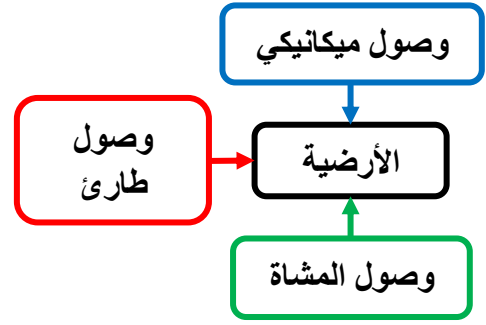 وصول ميكانيكي
وصول
طارئ
الأرضية
وصول المشاة